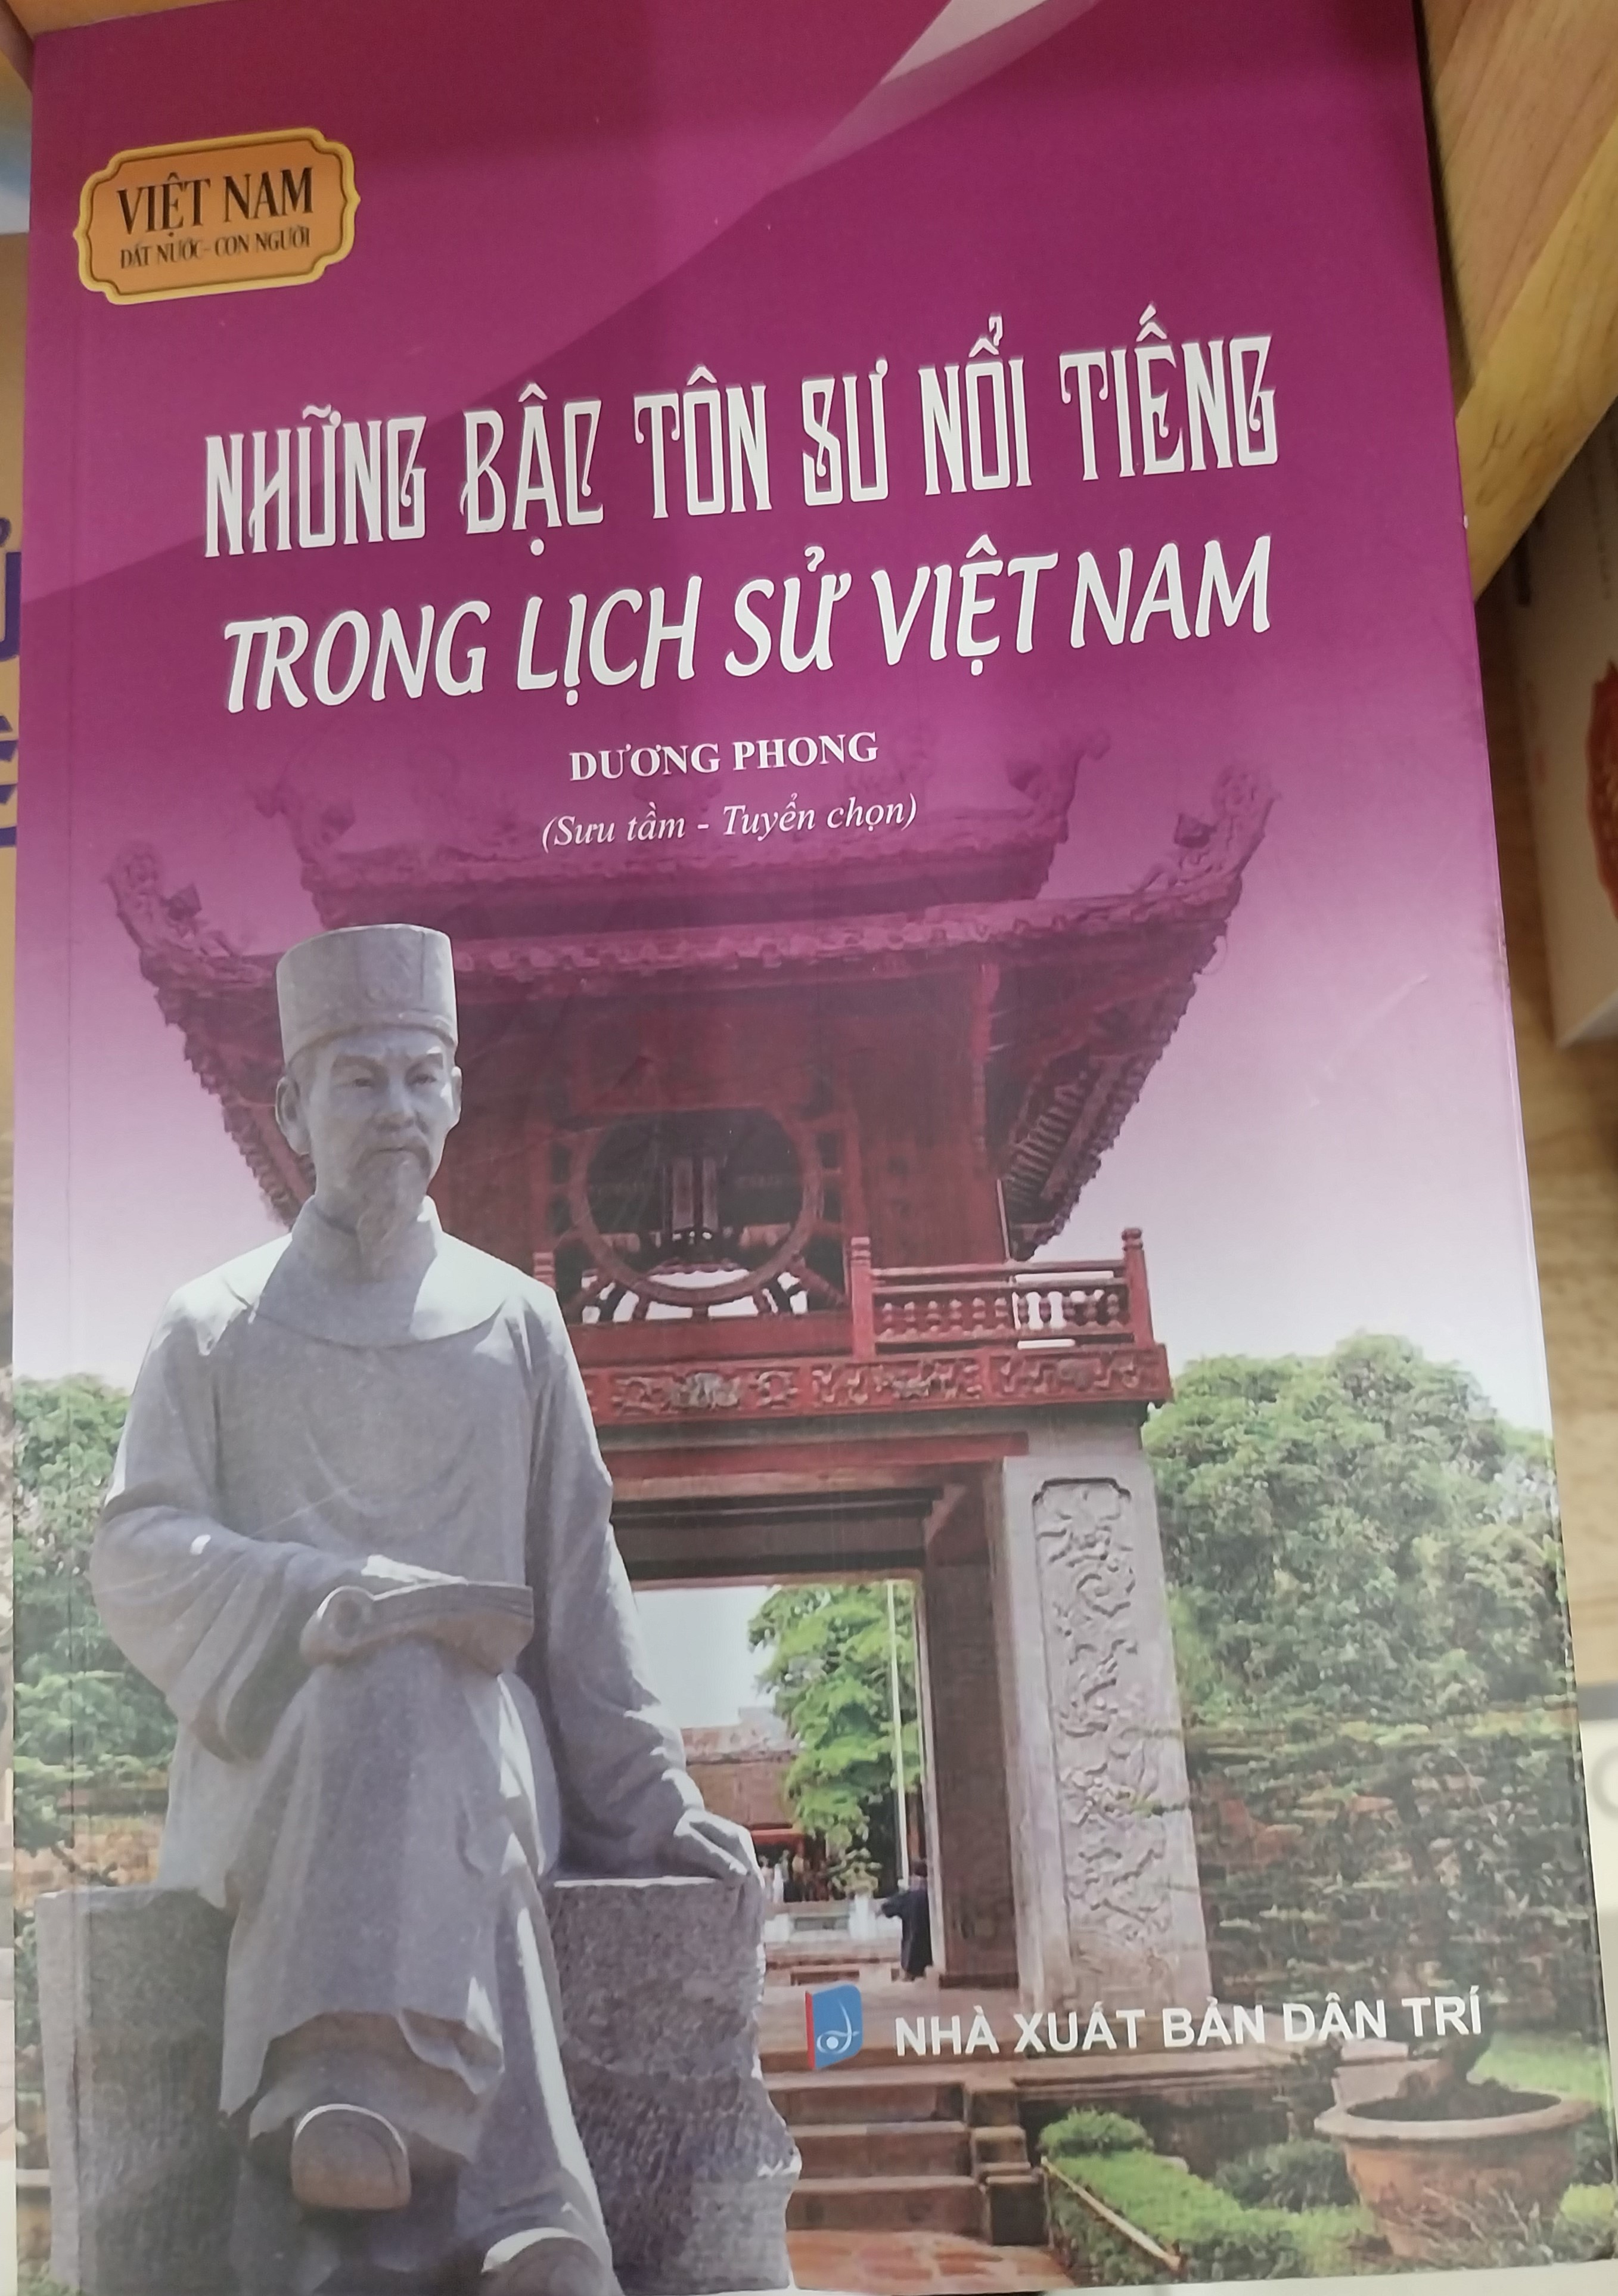 VIỆT NAM
ĐẤT NƯỚC - CON NGƯỜI
NHỮNG BẬC TÔN SƯ NỔI TIẾNG
TRONG LỊCH SỬ VIỆT NAM
DƯƠNG PHONG
(Sưu tầm - Tuyển chọn)
NHÀ XUẤT BẢN DÂN TRÍ